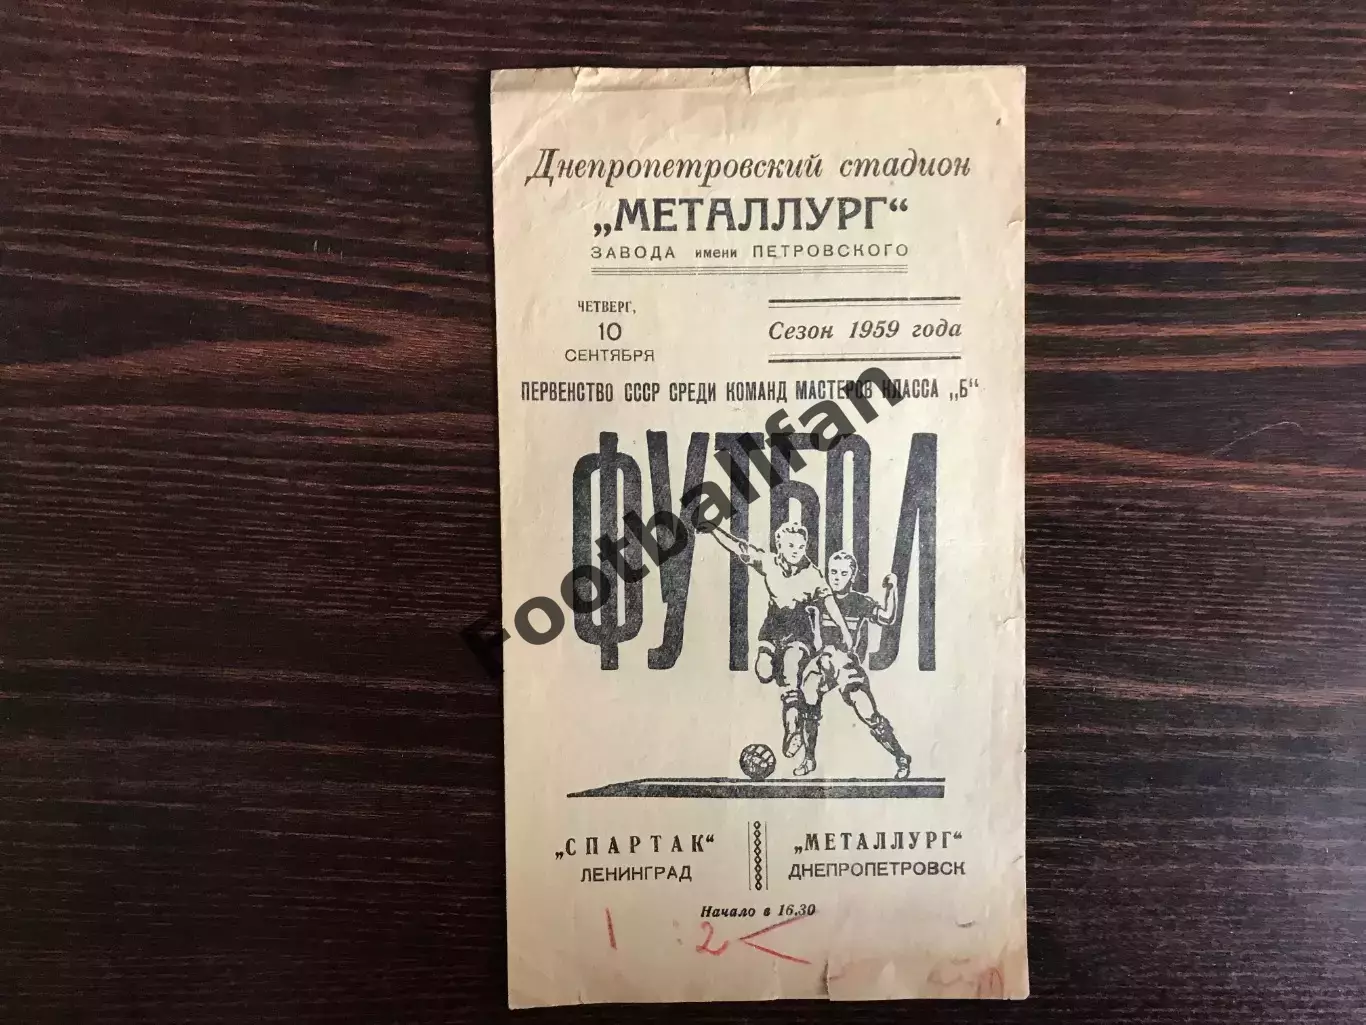 Днепропетровский стадион
„МЕТАЛЛУРГ“
ЗАВОДА имени ПЕТРОВСКОГО
ЧЕТВЕРГ,
10
СЕНТЯБРЯ
Сезон 1959 года
ПЕРВЕНСТВО СССР СРЕДИ КОМАНД МАСТЕРОВ КЛАССА „Б“
ФУТБОЛ
Footballfan
„СПАРТАК“
ЛЕНИНГРАД
„МЕТАЛЛУРГ“
ДНЕПРОПЕТРОВСК
Начало в 16.30
1 : 2